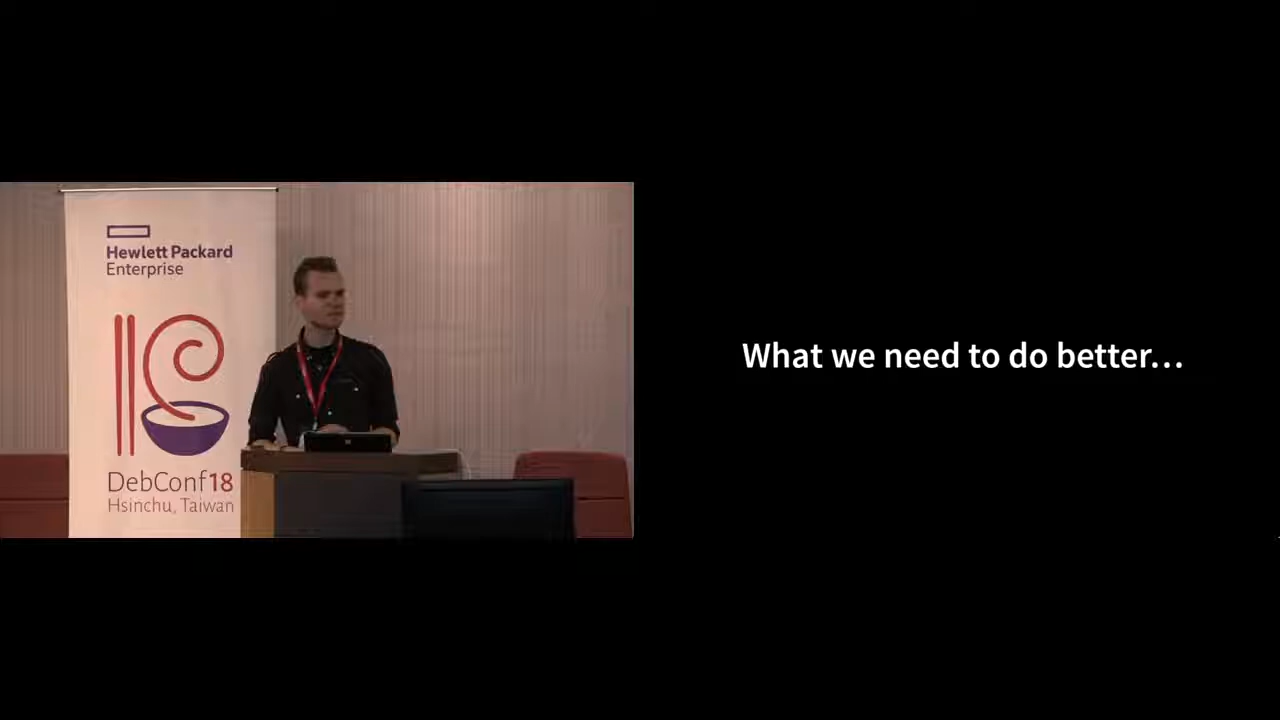 Hewlett Packard
Enterprise
DebConf18
Hsinchu, Taiwan
What we need to do better...